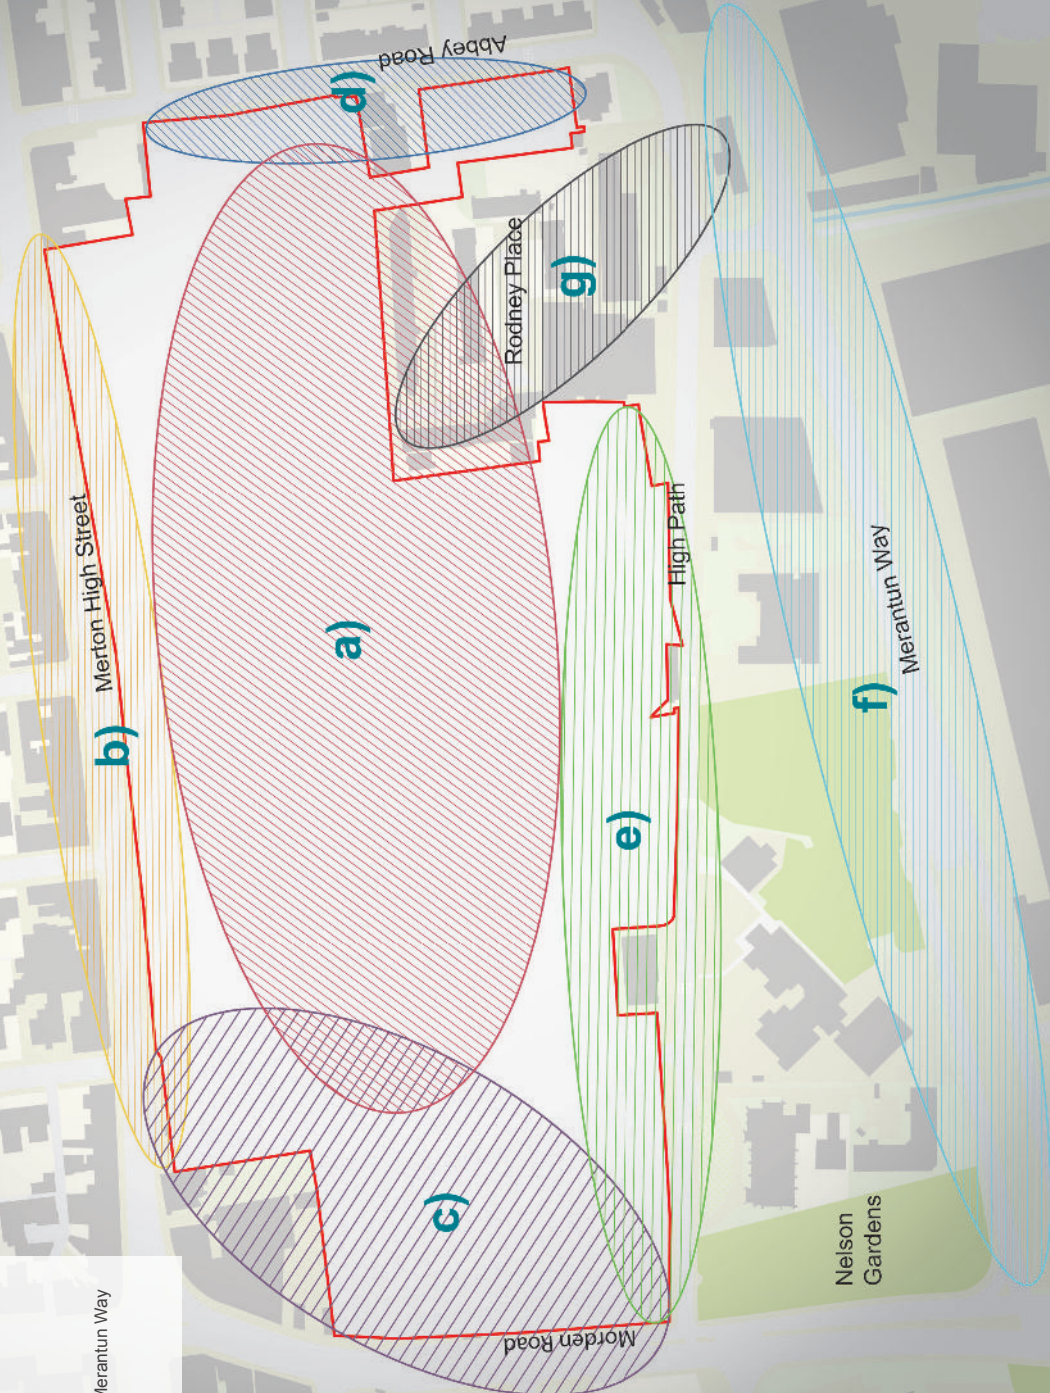 Merton High Street
b)
a)
c)
d)
Abbey Road
Rodney Place
g)
High Path
e)
Morden Road
Merantun Way
f)
Nelson
Gardens
Merantun Way